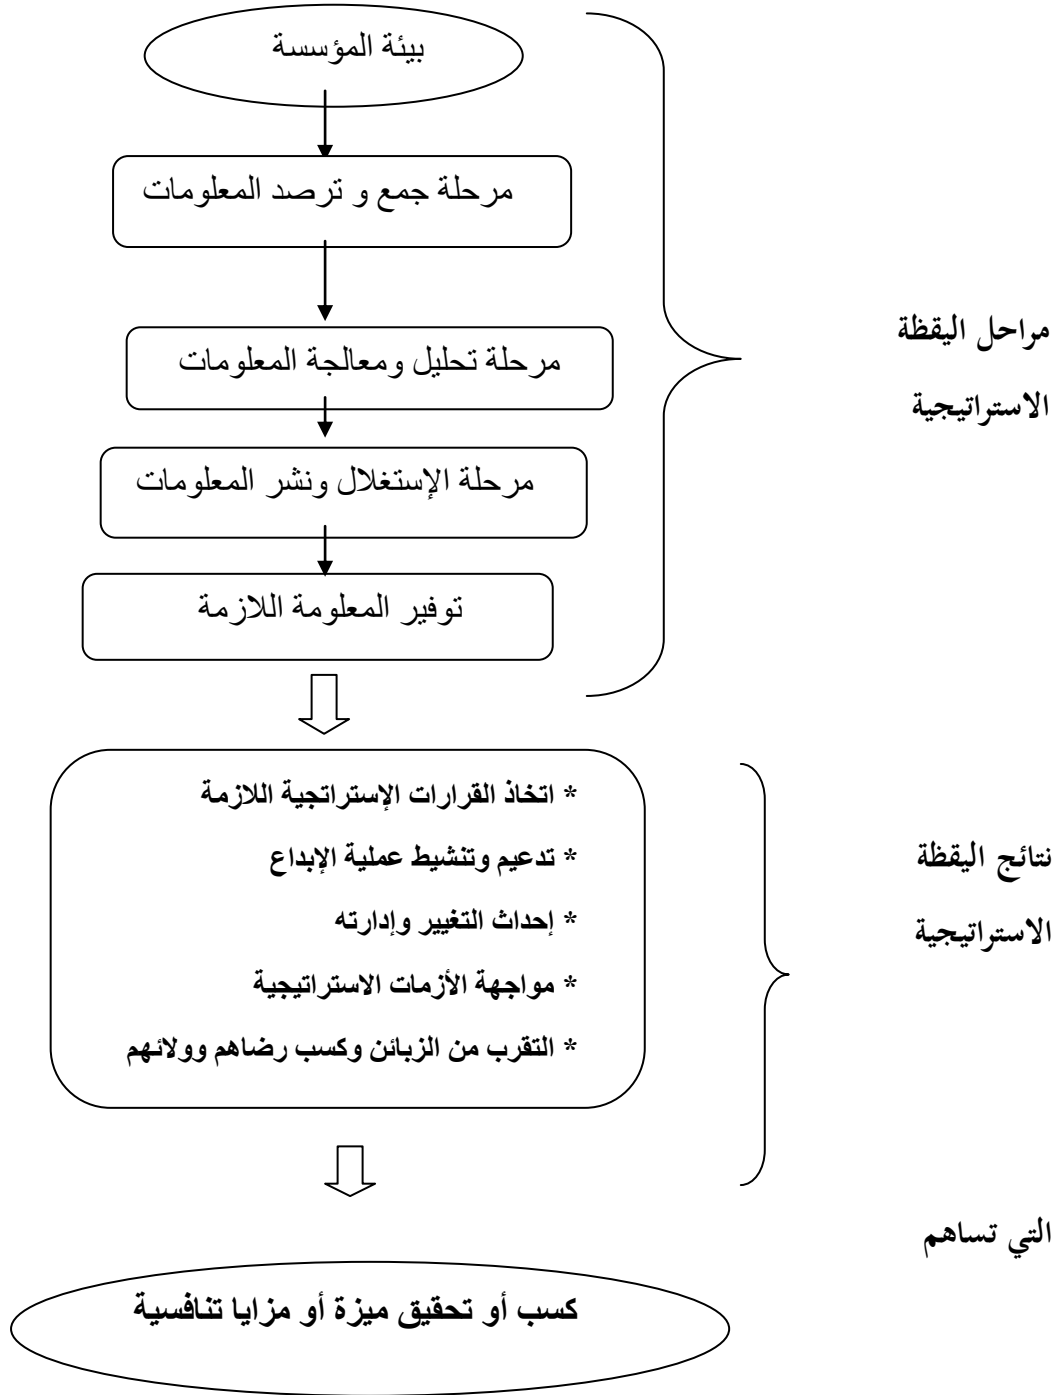 بيئة المؤسسة
مرحلة جمع و ترصد المعلومات
مرحلة تحليل ومعالجة المعلومات
مرحلة الإستغلال ونشر المعلومات
توفير المعلومة اللازمة
مراحل اليقظة
الاستراتيجية
* اتخاذ القرارات الإستراتجية اللازمة
* تدعيم وتنشيط عملية الإبداع
* إحداث التغيير وإدارته
* مواجهة الأزمات الاستراتيجية
* التقرب من الزبائن وكسب رضاهم وولائهم
نتائج اليقظة
الاستراتيجية
التي تساهم
كسب أو تحقيق ميزة أو مزايا تنافسية